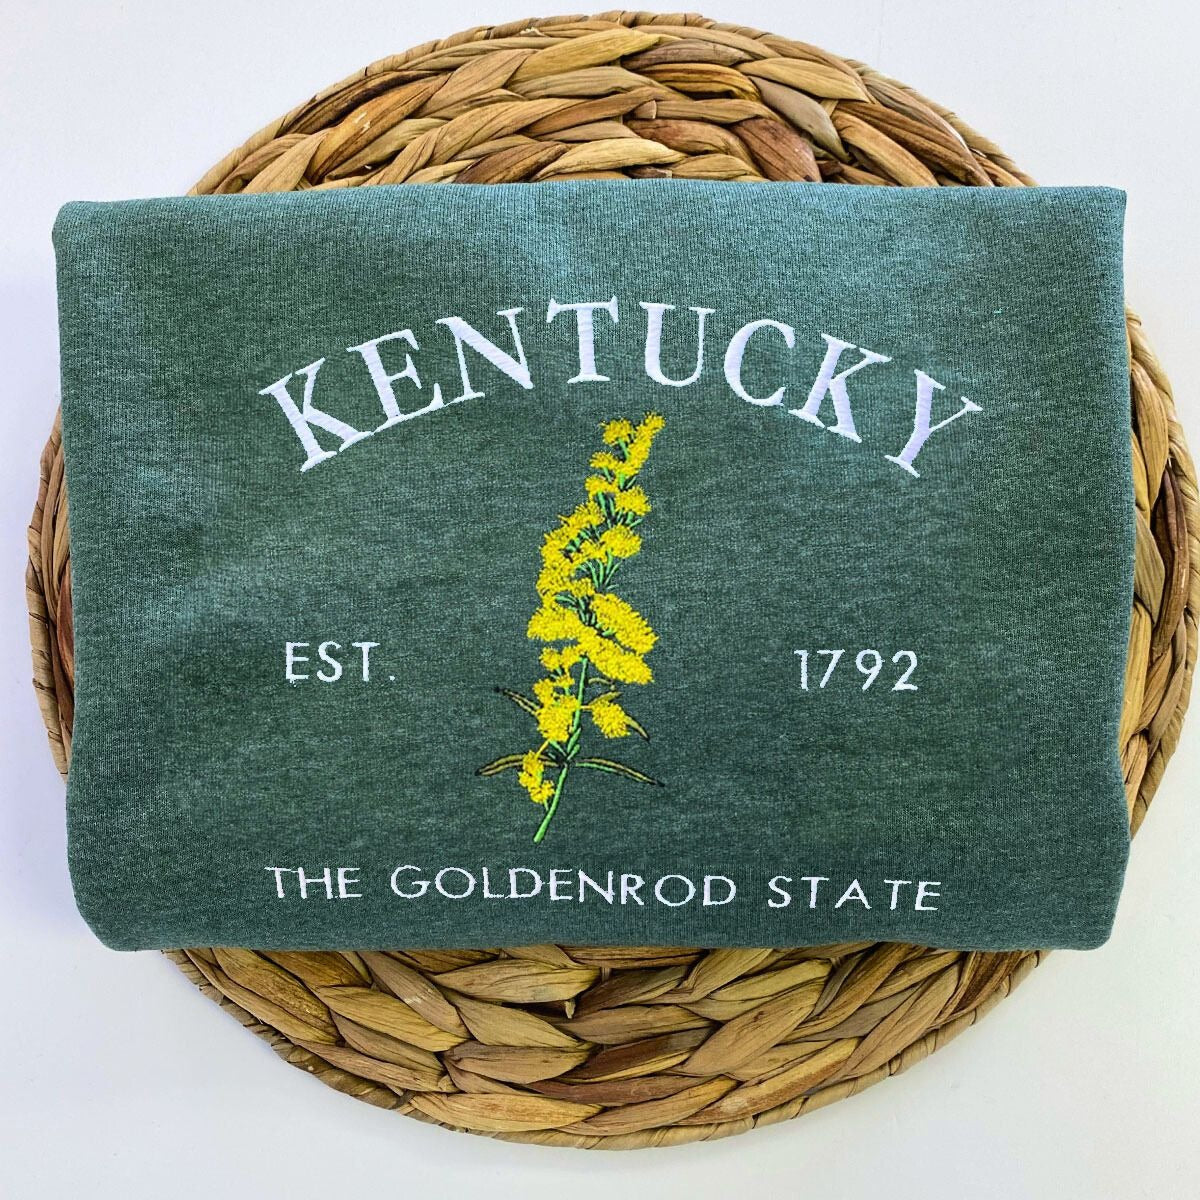 KENTUCKY
EST. 1792
THE GOLDENROD STATE